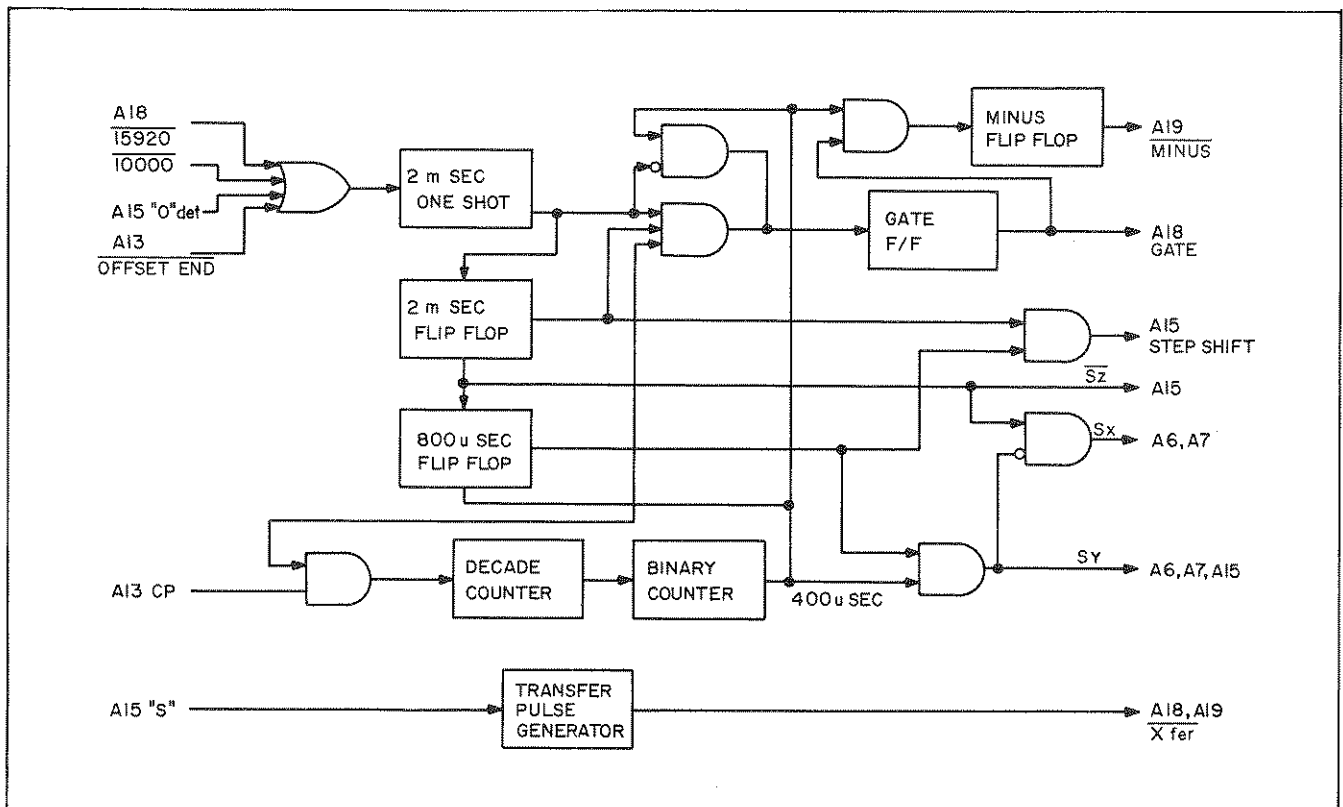 A18
15920
10000
A15 "0" det
A13
OFFSET END
2 m SEC
ONE SHOT
MINUS
FLIP FLOP
A19
MINUS
GATE
F/F
A18
GATE
2 m SEC
FLIP FLOP
A15
STEP SHIFT
Sz
A15
800 u SEC
FLIP FLOP
Sx
A6, A7
A13 CP
DECADE
COUNTER
BINARY
COUNTER
400 u SEC
SY
A6, A7, A15
A15 "S"
TRANSFER
PULSE
GENERATOR
A18, A19
X fer